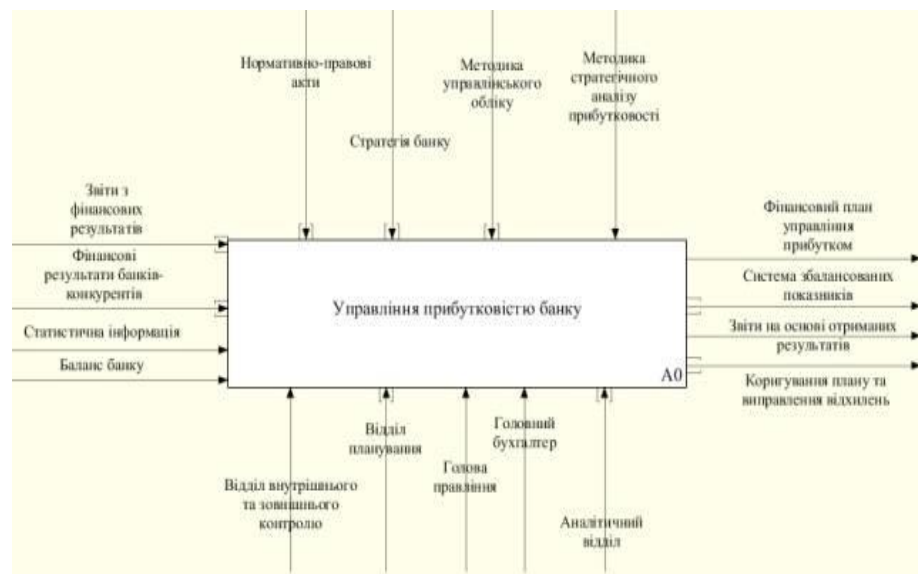 Нормативно-правові
акти
Стратегія банку
Методика
управлінського
обліку
Методика
стратегічного
аналізу
прибутковості
Звіти з
фінансових
результатів
Фінансові
результати банків-
конкурентів
Статистична інформація
Баланс банку
Управління прибутковістю банку
A0
Фінансовий план
управління
прибутком
Система збалансованих
показників
Звіти на основі отриманих
результатів
Коригування плану та
виправлення відхилень
Відділ внутрішнього
та зовнішнього
контролю
Відділ
планування
Голова
правління
Головний
бухгалтер
Аналітичний
відділ